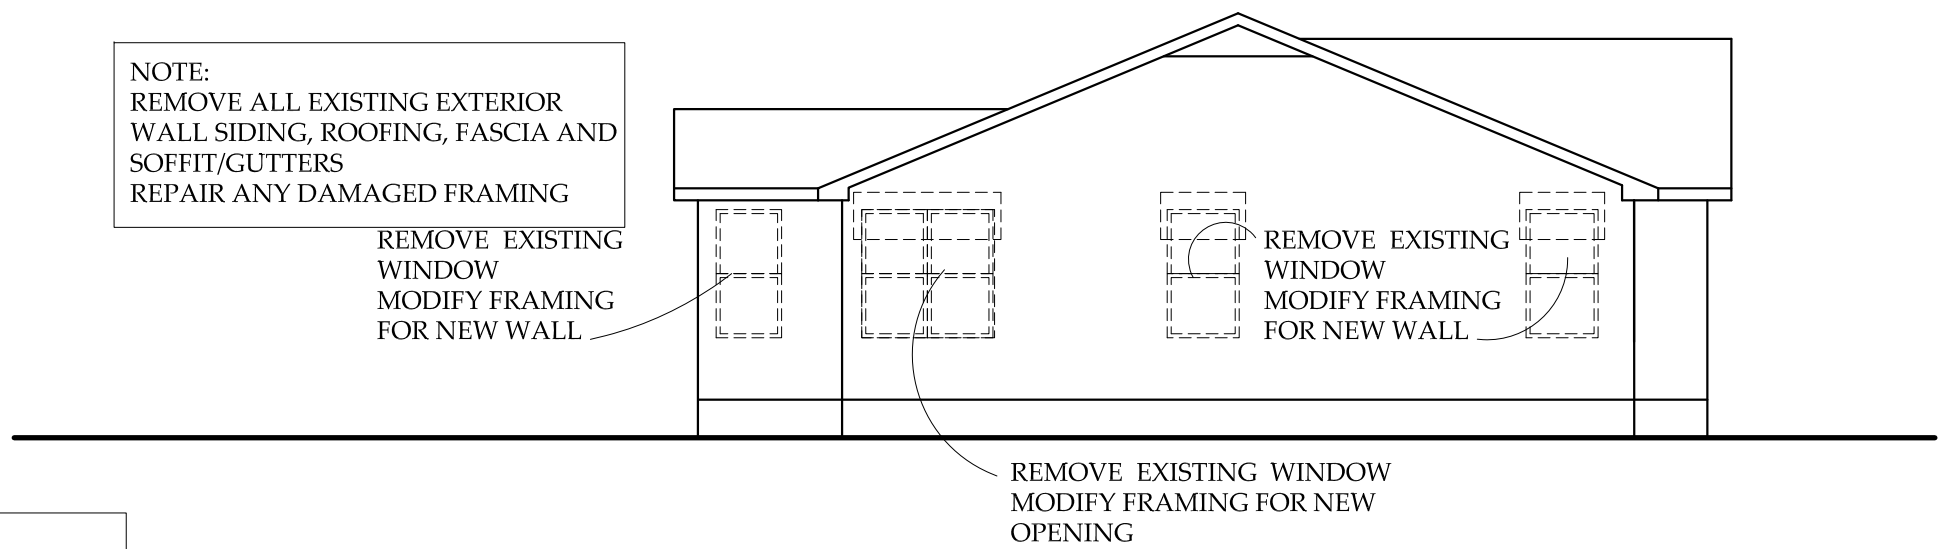 NOTE:
REMOVE ALL EXISTING EXTERIOR
WALL SIDING, ROOFING, FASCIA AND
SOFFIT/GUTTERS
REPAIR ANY DAMAGED FRAMING
REMOVE EXISTING
WINDOW
MODIFY FRAMING
FOR NEW WALL
REMOVE EXISTING
WINDOW
MODIFY FRAMING
FOR NEW WALL
REMOVE EXISTING WINDOW
MODIFY FRAMING FOR NEW
OPENING